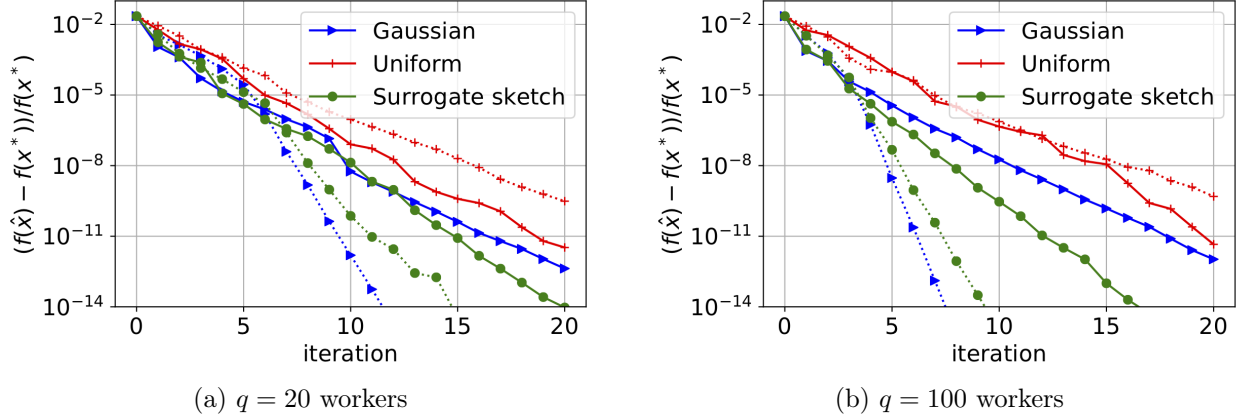 (f(x̂) − f(x*))/f(x*)
10⁻²
10⁻⁵
10⁻⁸
10⁻¹¹
10⁻¹⁴
Gaussian
Uniform
Surrogate sketch
0 5 10 15 20
iteration
(a) q = 20 workers
(f(x̂) − f(x*))/f(x*)
10⁻²
10⁻⁵
10⁻⁸
10⁻¹¹
10⁻¹⁴
Gaussian
Uniform
Surrogate sketch
0 5 10 15 20
iteration
(b) q = 100 workers